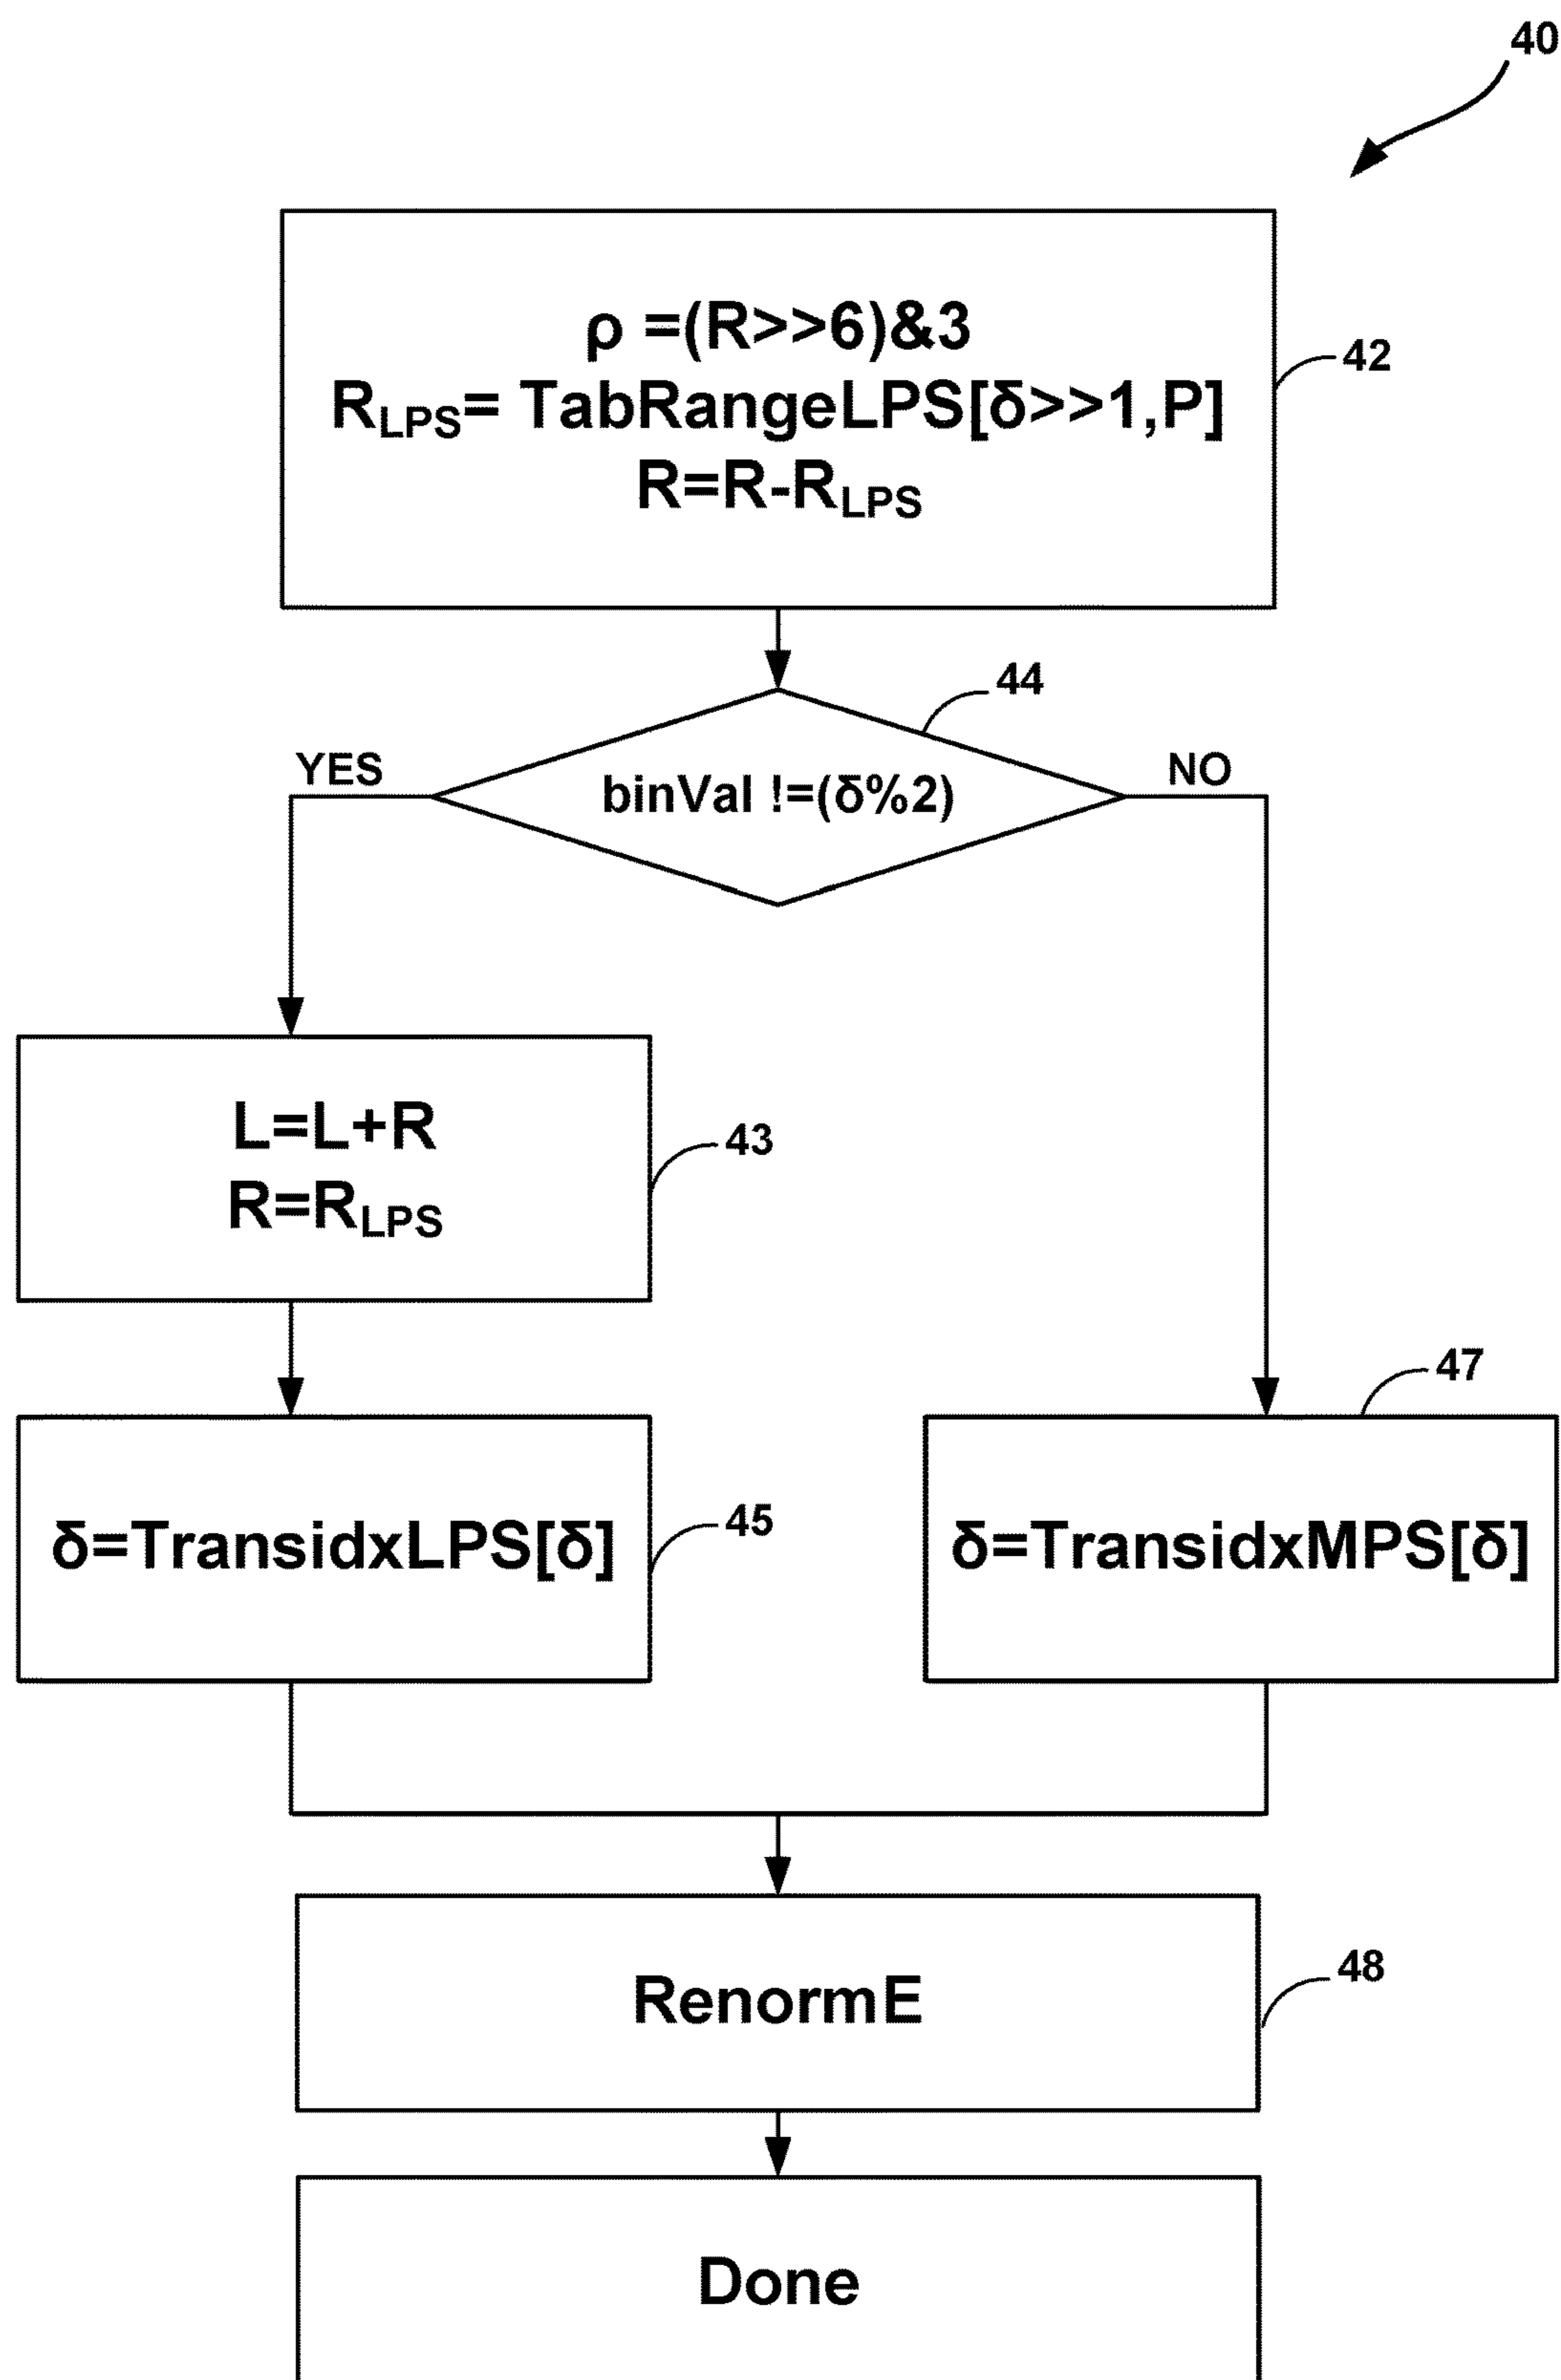 40
ρ =(R>>6)&3
RLPS= TabRangeLPS[δ>>1,P]
R=R-RLPS
42
44
YES
binVal !=(δ%2)
NO
L=L+R
R=RLPS
43
47
δ=TransidxLPS[δ]
45
δ=TransidxMPS[δ]
RenormE
48
Done